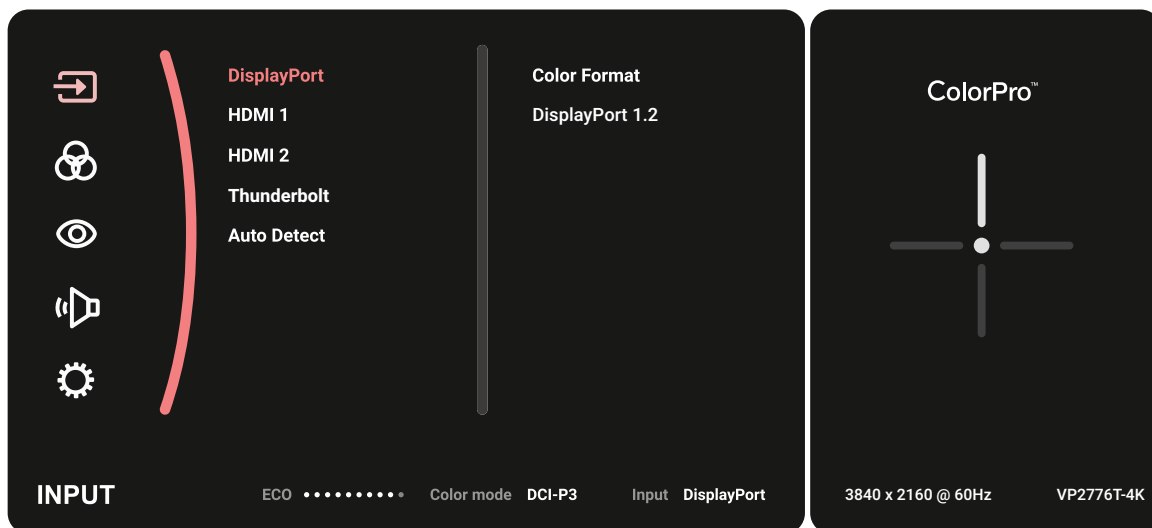 DisplayPort
HDMI 1
HDMI 2
Thunderbolt
Auto Detect
Color Format
DisplayPort 1.2
ColorPro™
INPUT
ECO
Color mode DCI-P3
Input DisplayPort
3840 x 2160 @ 60Hz
VP2776T-4K